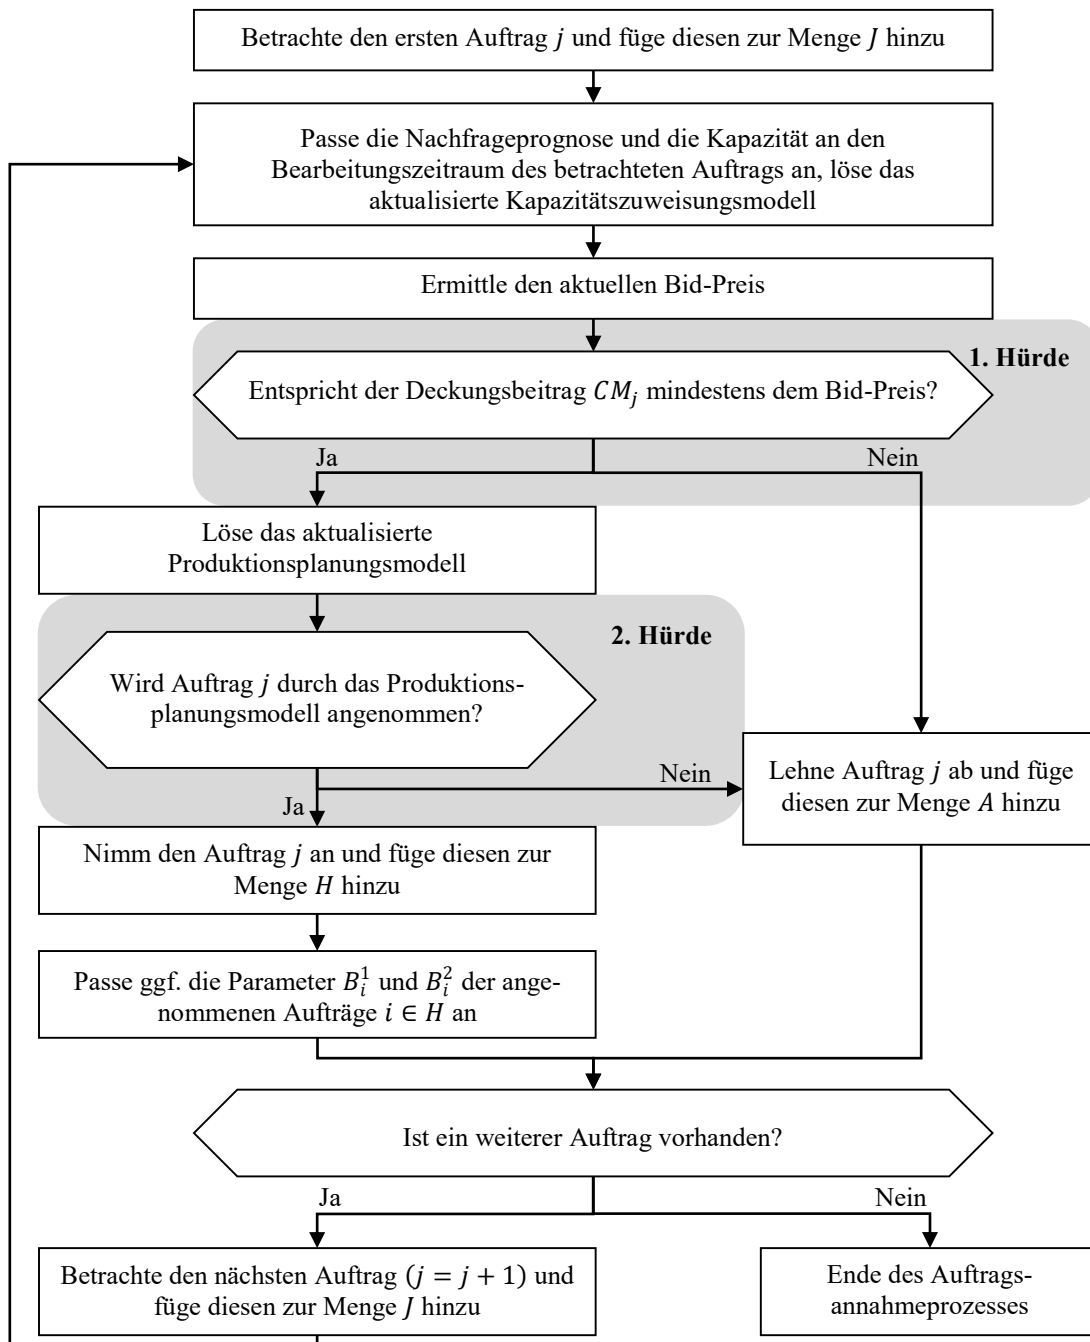 Betrachte den ersten Auftrag j und füge diesen zur Menge J hinzu
Passe die Nachfrageprognose und die Kapazität an den
Bearbeitungszeitraum des betrachteten Auftrags an, löse das
aktualisierte Kapazitätszuweisungsmodell
Ermittle den aktuellen Bid-Preis
1. Hürde
Entspricht der Deckungsbeitrag CM_j mindestens dem Bid-Preis?
Ja
Nein
Löse das aktualisierte
Produktionsplanungsmodell
2. Hürde
Wird Auftrag j durch das Produktions-
planungsmodell angenommen?
Nein
Ja
Lehne Auftrag j ab und füge
diesen zur Menge A hinzu
Nimm den Auftrag j an und füge diesen zur
Menge H hinzu
Passe ggf. die Parameter B_i^1 und B_i^2 der ange-
nommenen Aufträge i ∈ H an
Ist ein weiterer Auftrag vorhanden?
Ja
Nein
Betrachte den nächsten Auftrag (j = j + 1) und
füge diesen zur Menge J hinzu
Ende des Auftrags-
annahmeprozesses